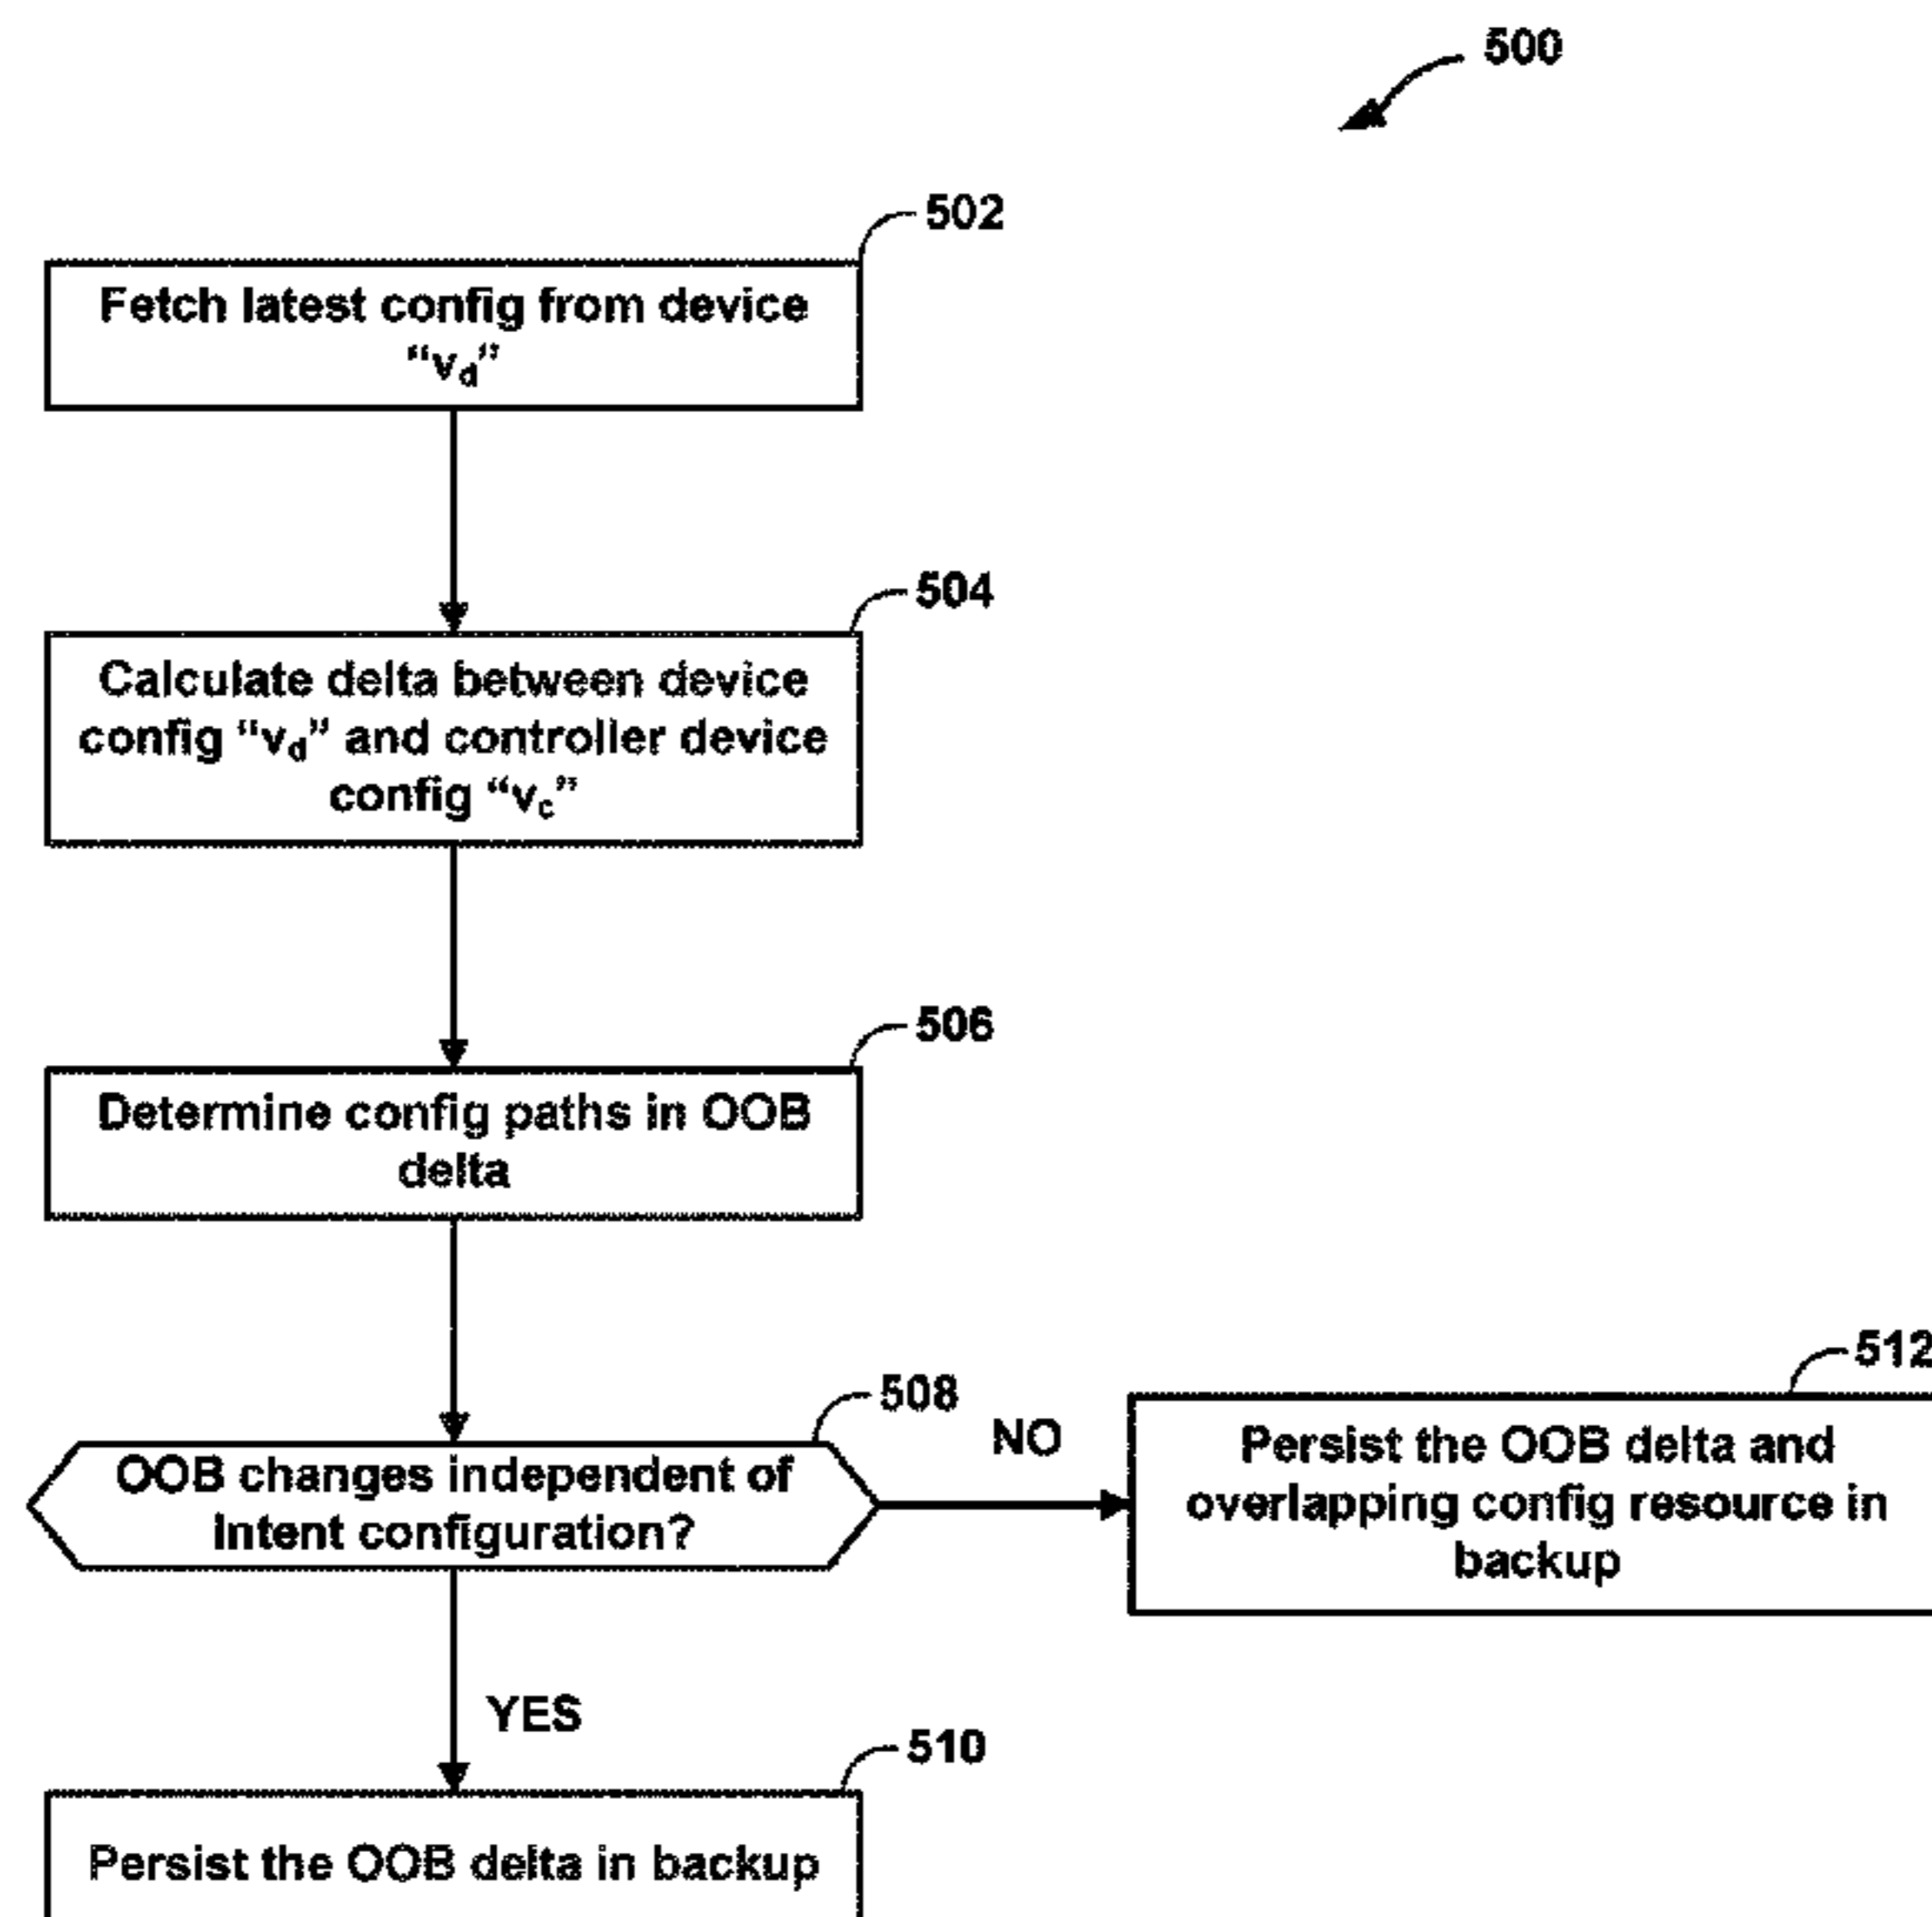 500
502
Fetch latest config from device
“vd”
504
Calculate delta between device
config “vd” and controller device
config “vc”
506
Determine config paths in OOB
delta
508
OOB changes independent of
Intent configuration?
NO
512
Persist the OOB delta and
overlapping config resource in
backup
YES
510
Persist the OOB delta in backup